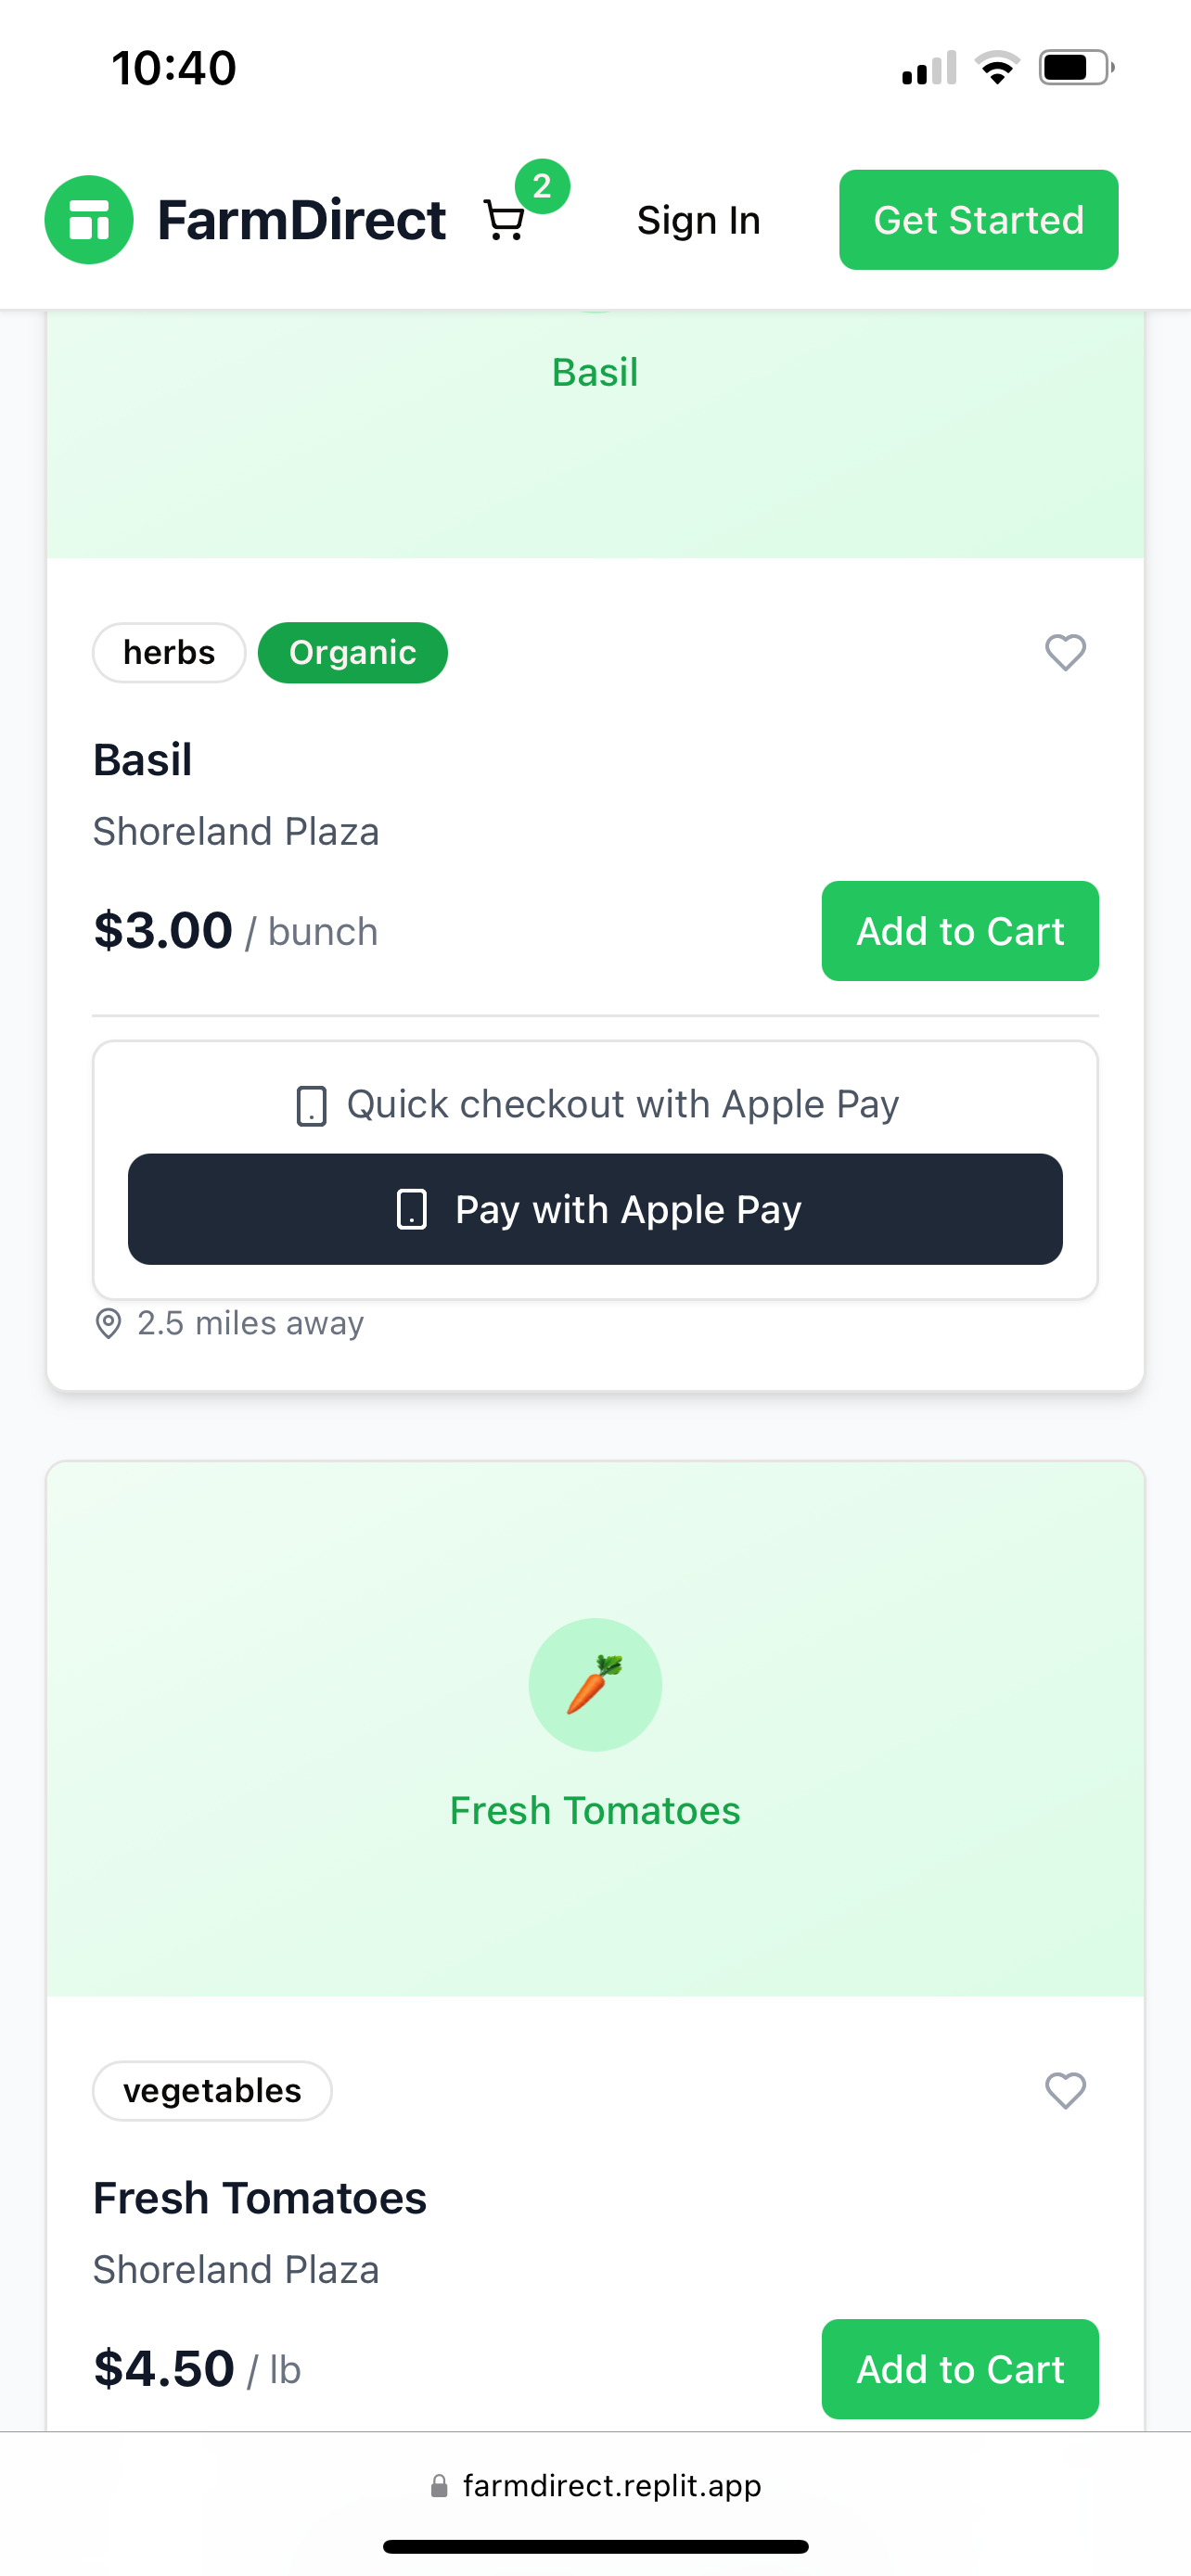 10:40
FarmDirect 2 Sign In Get Started
Basil
herbs Organic
Basil
Shoreland Plaza
$3.00 / bunch Add to Cart
Quick checkout with Apple Pay
Pay with Apple Pay
2.5 miles away
Fresh Tomatoes
vegetables
Fresh Tomatoes
Shoreland Plaza
$4.50 / lb Add to Cart
farmdirect.replit.app